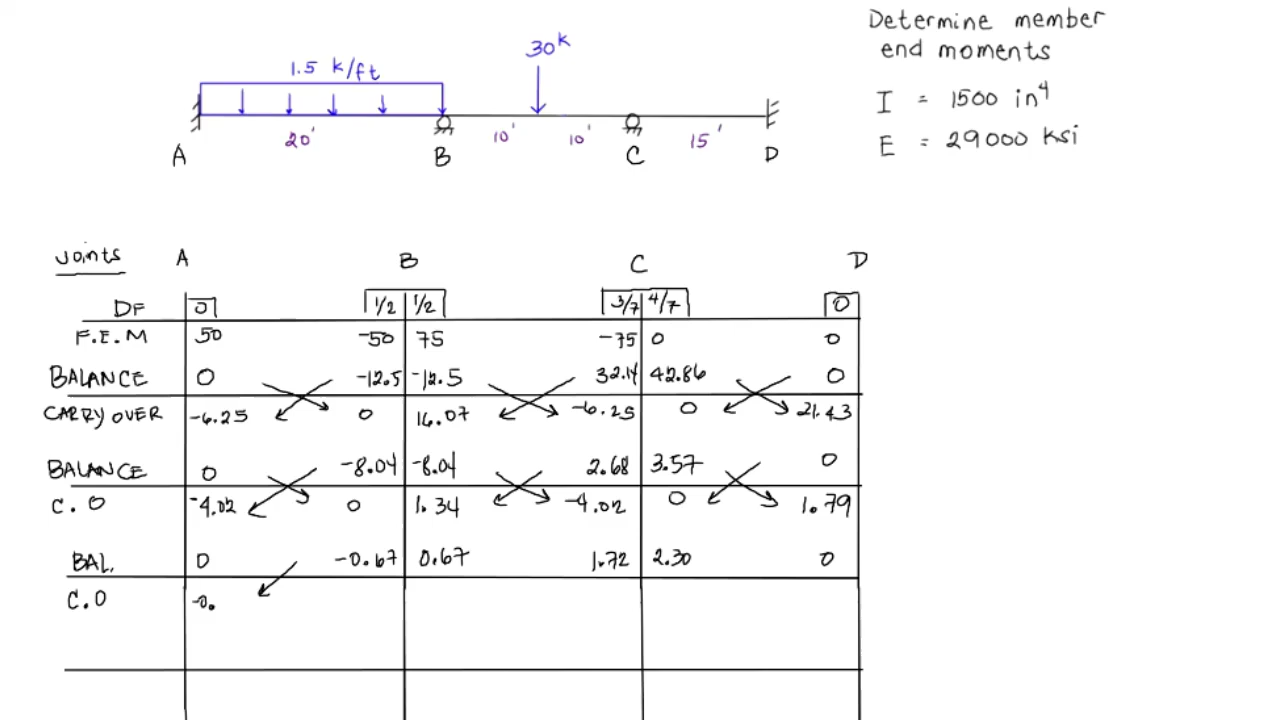 Determine member
end moments
I = 1500 in⁴
E = 29000 ksi
30k
1.5 k/ft
20'
10'
10'
15'
A
B
C
D
Joints A B C D
DF 0 1/2 1/2 3/7 4/7 0
F.E.M 50 -50 75 -75 0 0
BALANCE 0 -12.5 -12.5 32.14 42.86 0
CARRY OVER -6.25 0 16.07 -6.25 0 21.43
BALANCE 0 -8.04 -8.04 2.68 3.57 0
C.O -4.02 0 1.34 -4.02 0 1.79
BAL. 0 -0.67 0.67 1.72 2.30 0
C.O -0.